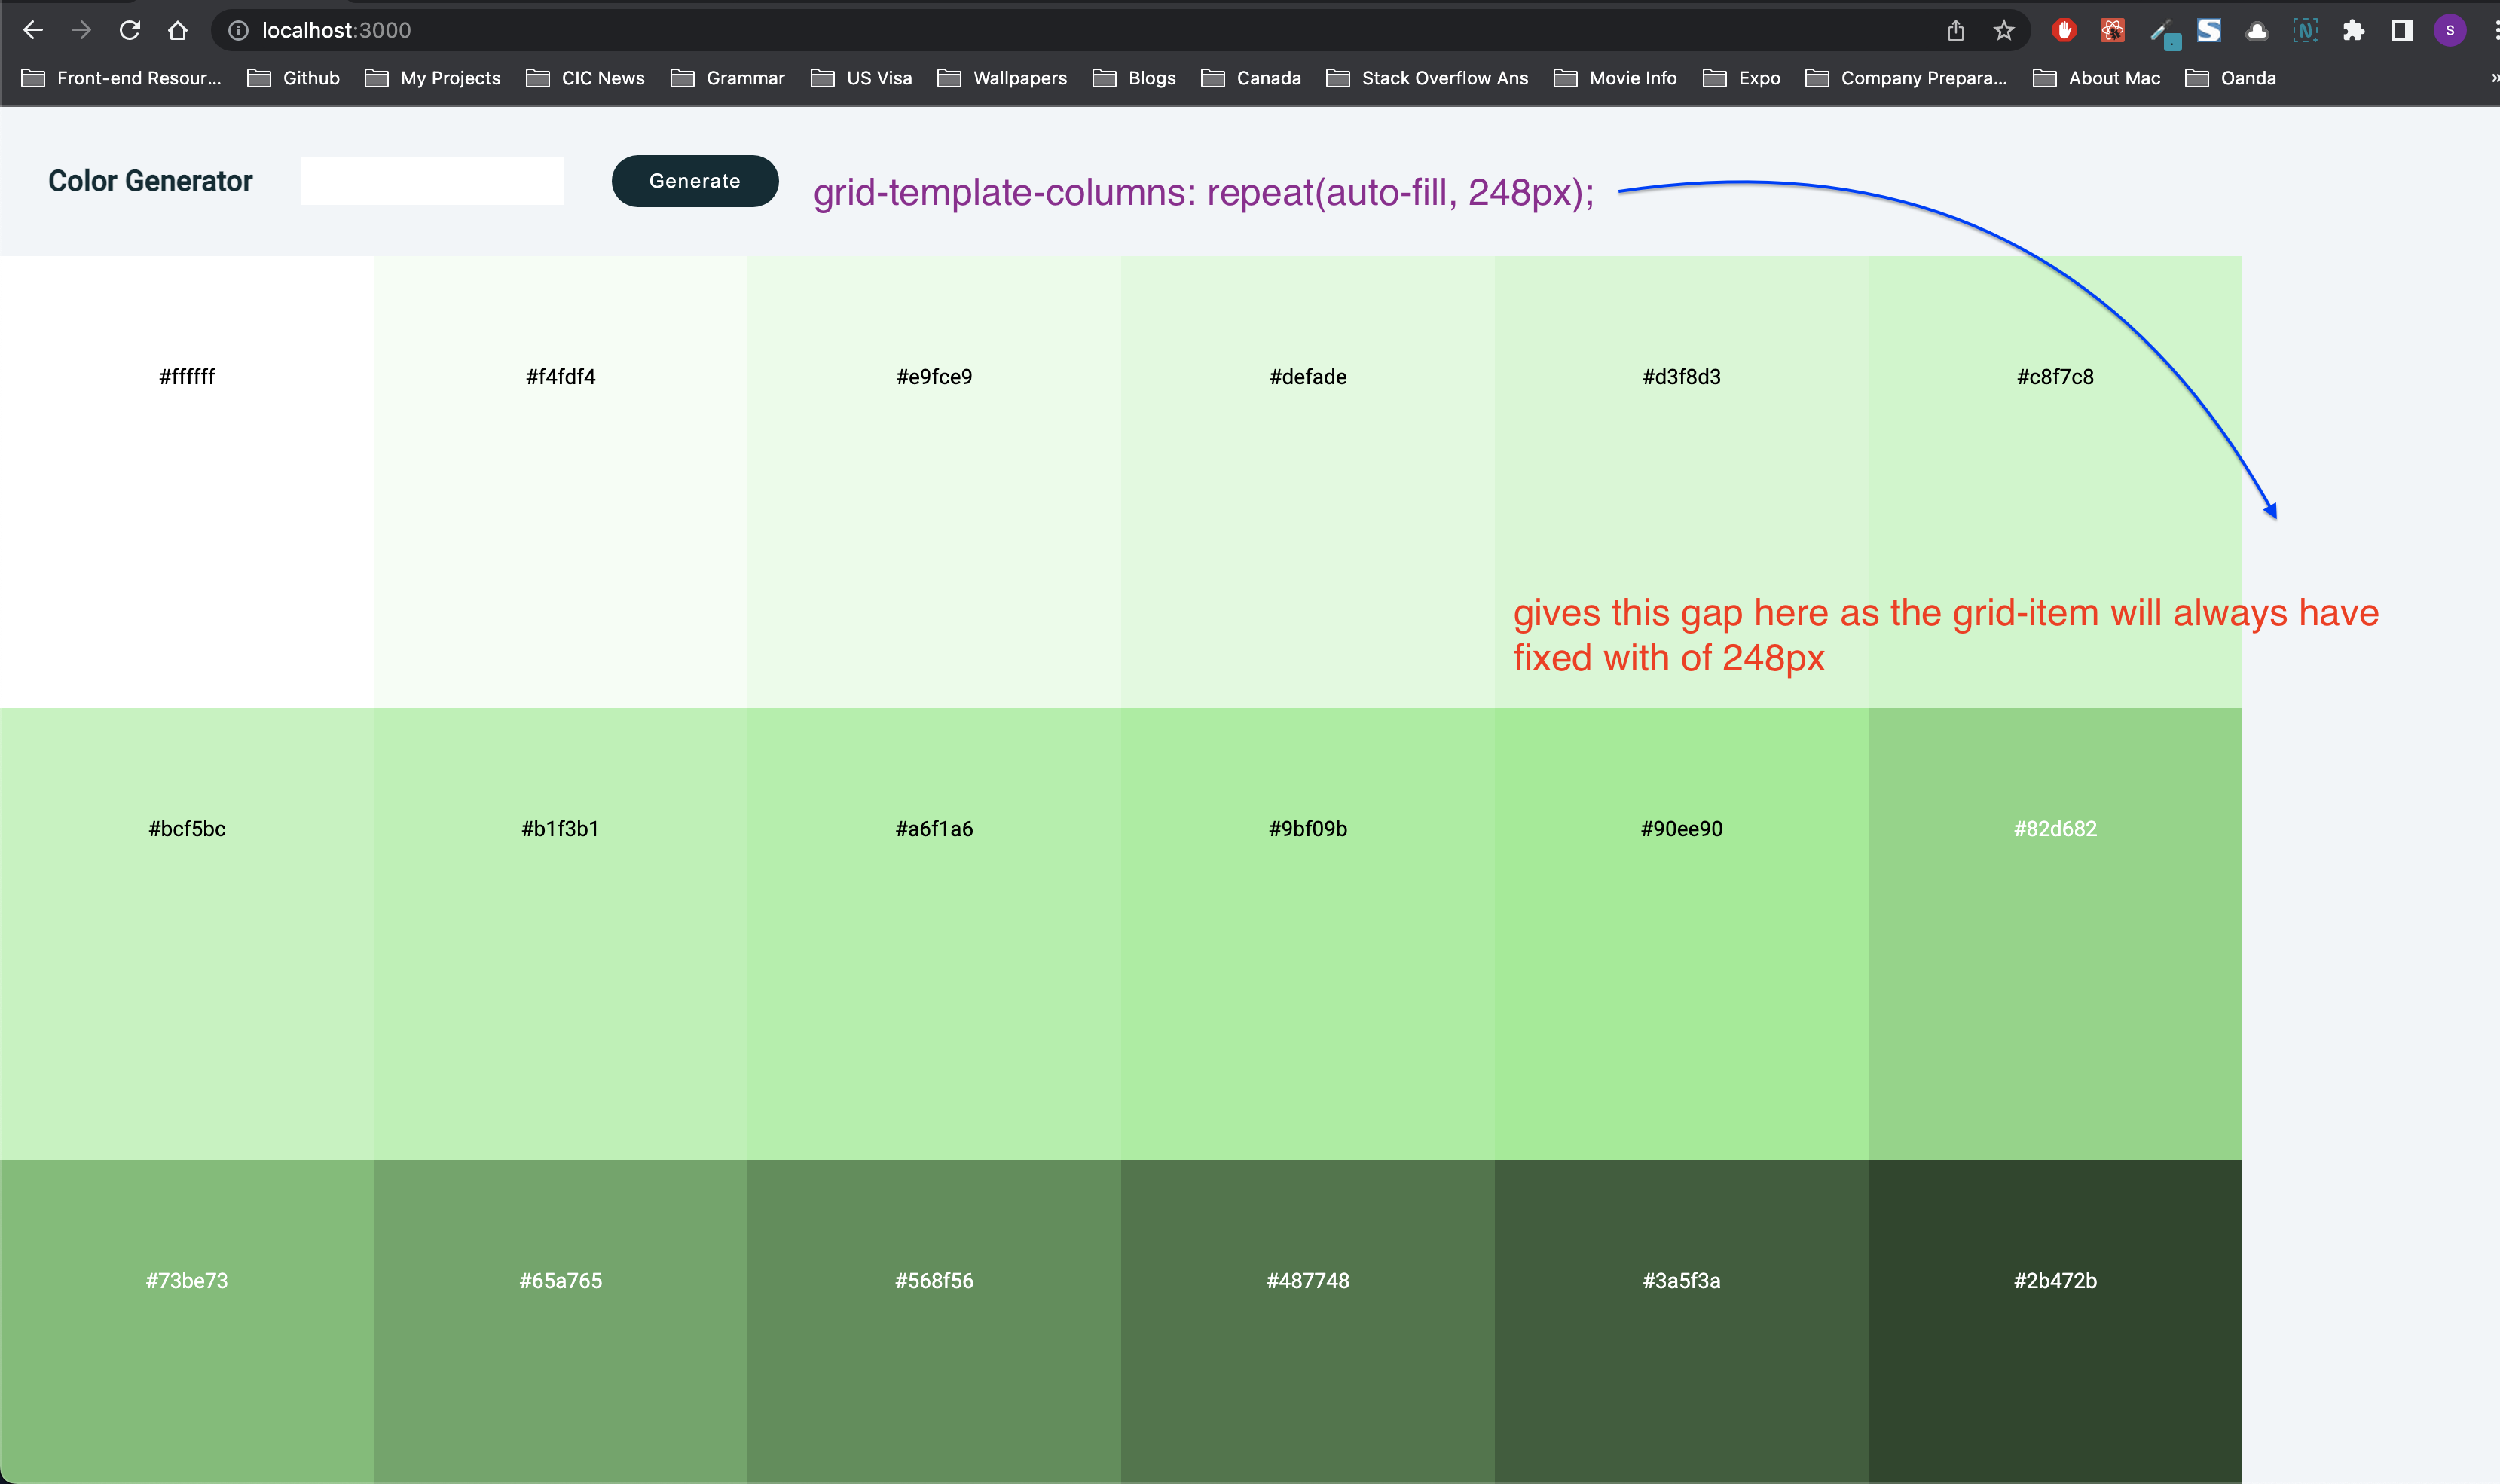 localhost:3000
S
Front-end Resour... Github My Projects CIC News Grammar US Visa Wallpapers Blogs Canada Stack Overflow Ans Movie Info Expo Company Prepara... About Mac Oanda »
Color Generator Generate grid-template-columns: repeat(auto-fill, 248px);
#ffffff #f4fdf4 #e9fce9 #defade #d3f8d3 #c8f7c8
gives this gap here as the grid-item will always have
fixed with of 248px
#bcf5bc #b1f3b1 #a6f1a6 #9bf09b #90ee90 #82d682
#73be73 #65a765 #568f56 #487748 #3a5f3a #2b472b